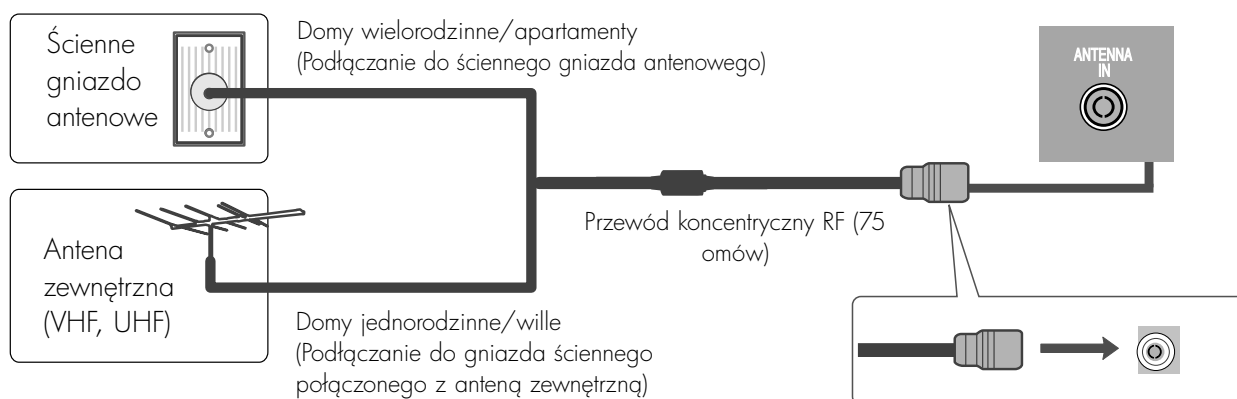 Ścienne
gniazdo
antenowe
Domy wielorodzinne/apartamenty
(Podłączanie do ściennego gniazda antenowego)
ANTENNA
IN
Przewód koncentryczny RF (75
omów)
Antena
zewnętrzna
(VHF, UHF)
Domy jednorodzinne/wille
(Podłączanie do gniazda ściennego
połączonego z anteną zewnętrzną)